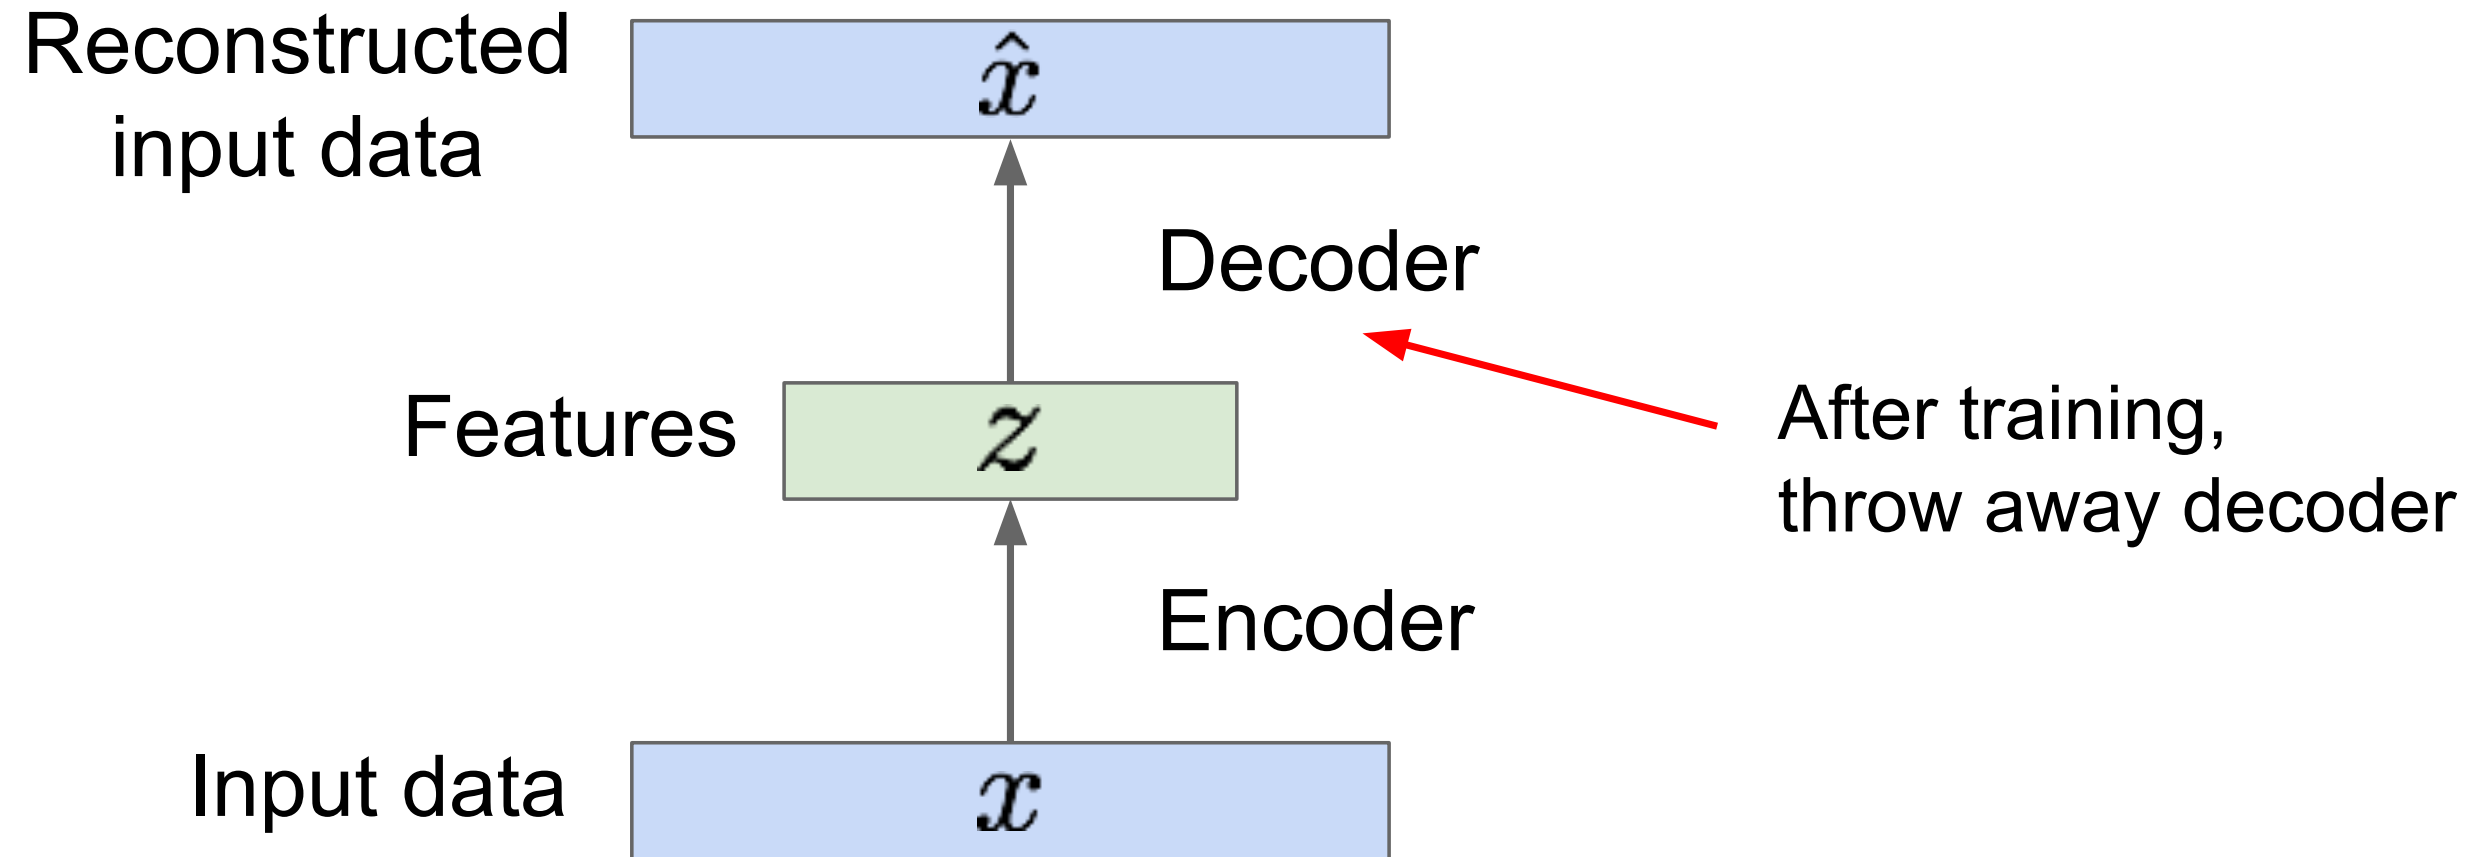 Reconstructed
input data
x̂
Decoder
Features
z
After training,
throw away decoder
Encoder
Input data
x